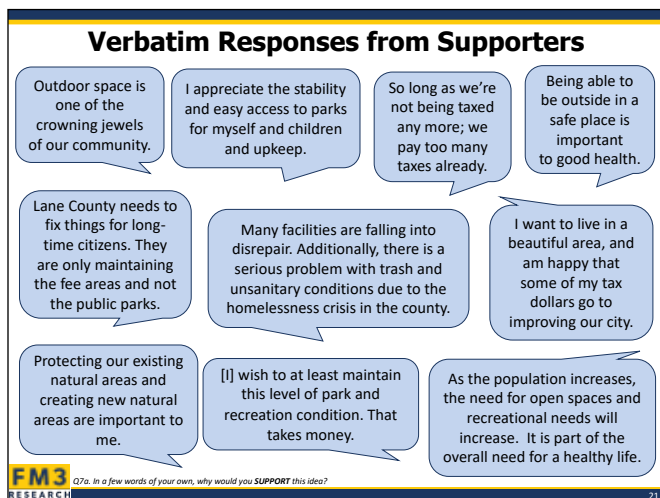 Verbatim Responses from Supporters
Outdoor space is
one of the
crowning jewels
of our community.
I appreciate the stability
and easy access to parks
for myself and children
and upkeep.
So long as we’re
not being taxed
any more; we
pay too many
taxes already.
Being able to
be outside in a
safe place is
important
to good health.
Lane County needs to
fix things for long-
time citizens. They
are only maintaining
the fee areas and not
the public parks.
Many facilities are falling into
disrepair. Additionally, there is a
serious problem with trash and
unsanitary conditions due to the
homelessness crisis in the county.
I want to live in a
beautiful area, and
am happy that
some of my tax
dollars go to
improving our city.
Protecting our existing
natural areas and
creating new natural
areas are important to
me.
[I] wish to at least maintain
this level of park and
recreation condition. That
takes money.
As the population increases,
the need for open spaces and
recreational needs will
increase.  It is part of the
overall need for a healthy life.
FM3
RESEARCH
Q7a. In a few words of your own, why would you SUPPORT this idea?
21